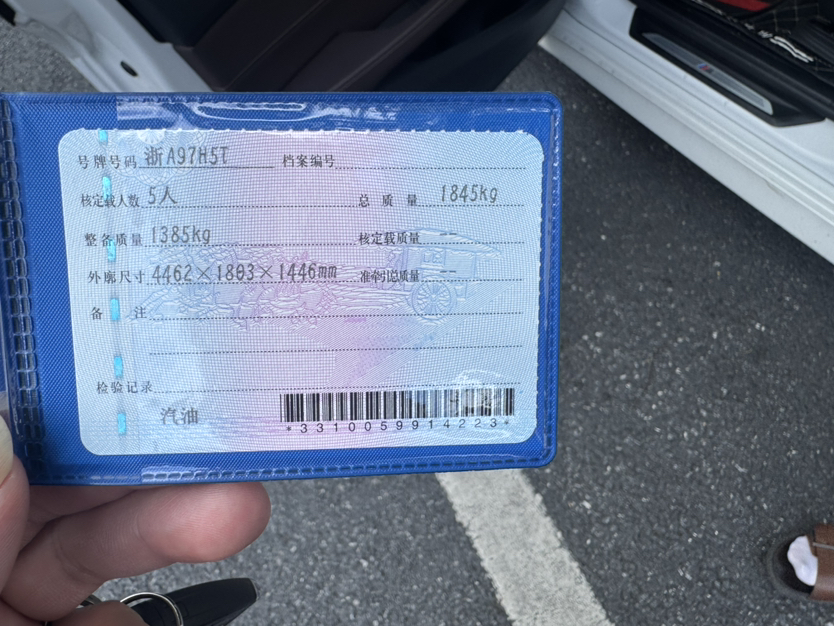 号牌号码 浙A97H5T 档案编号
核定载人数 5人 总质量 1845kg
整备质量 1385kg 核定载质量 --
外廓尺寸 4462×1803×1446mm 准牵引总质量 --
备注
检验记录
汽油
*3310059914223*